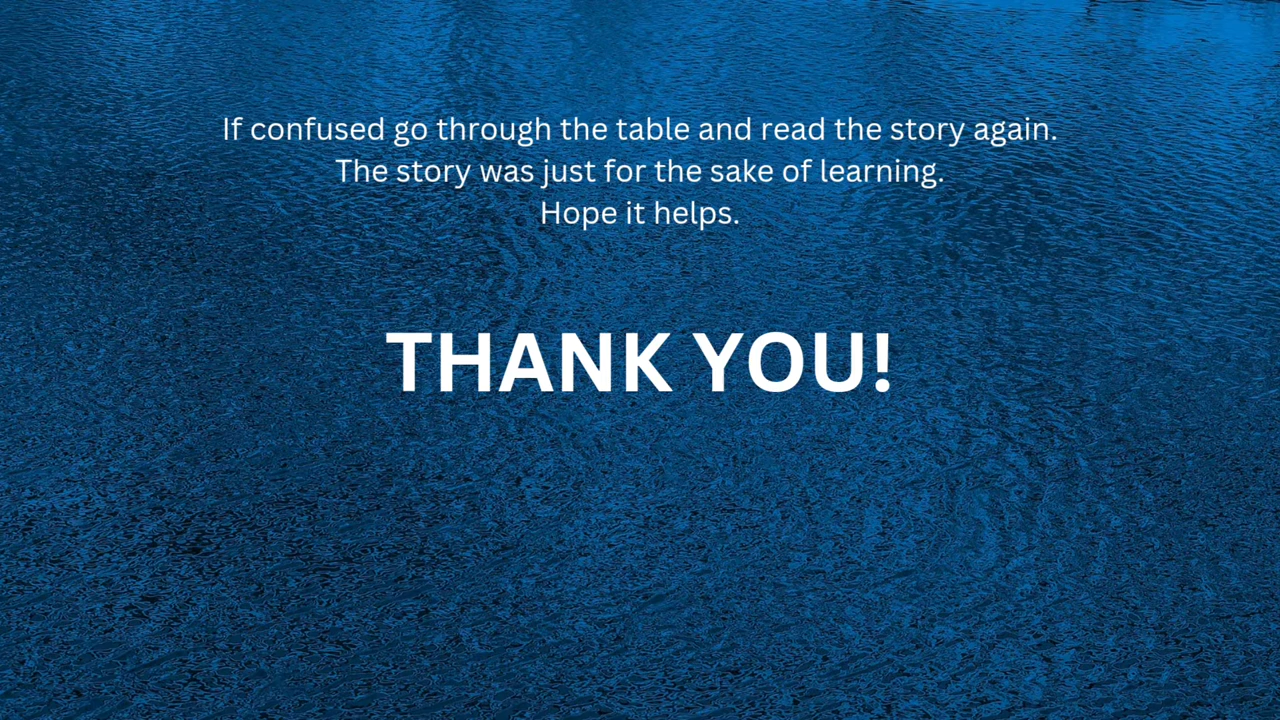 If confused go through the table and read the story again.
The story was just for the sake of learning.
Hope it helps.
THANK YOU!